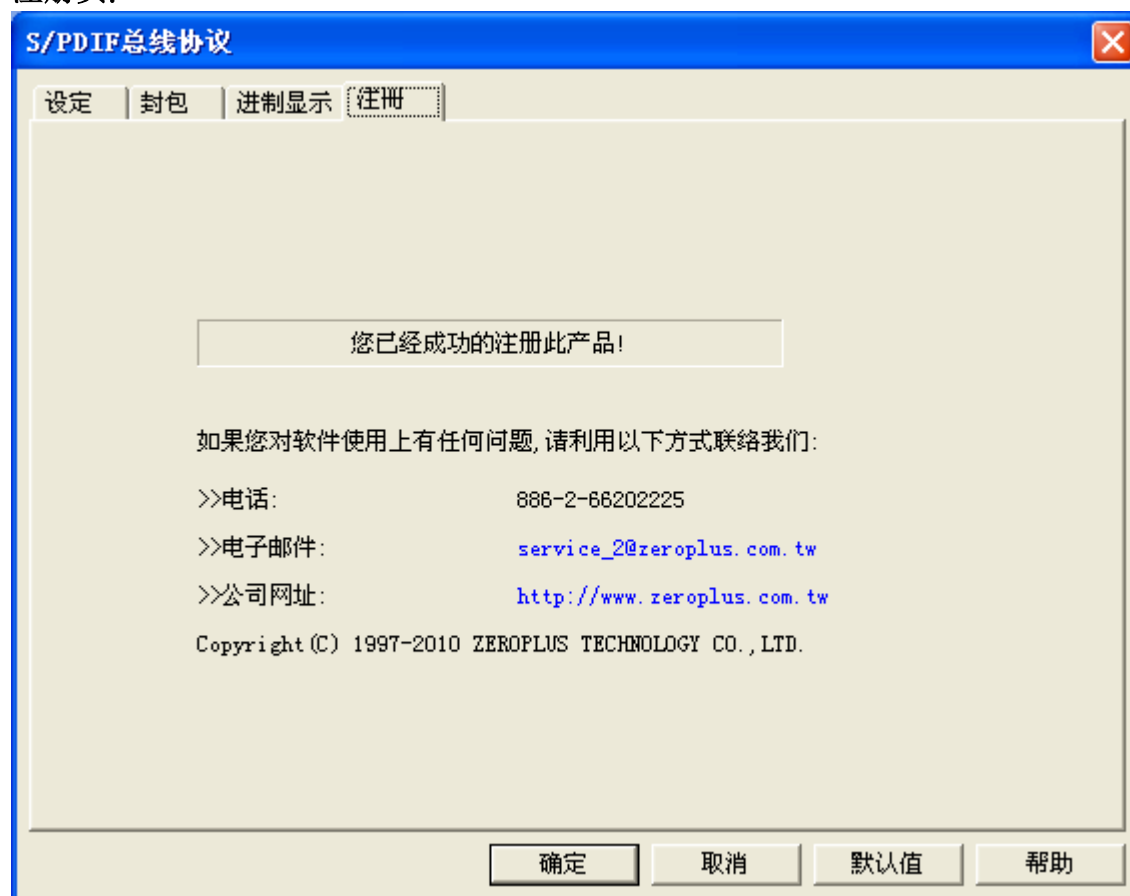 S/PDIF总线协议
设定 封包 进制显示 注册
您已经成功的注册此产品!
如果您对软件使用上有任何问题,请利用以下方式联络我们:
>>电话: 886-2-66202225
>>电子邮件: service_2@zeroplus.com.tw
>>公司网址: http://www.zeroplus.com.tw
Copyright(C) 1997-2010 ZEROPLUS TECHNOLOGY CO.,LTD.
确定 取消 默认值 帮助